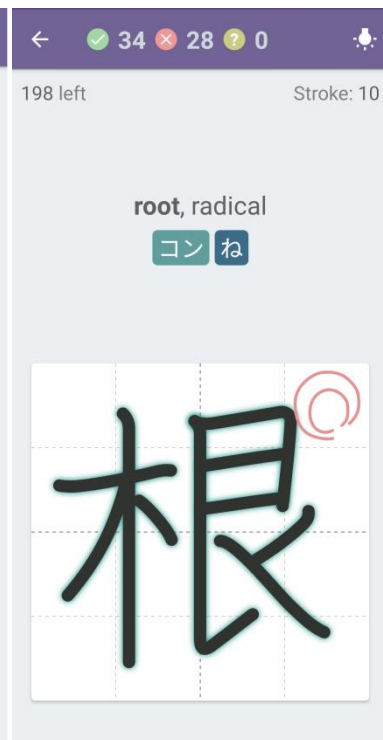 34 28 ? 0
198 left Stroke: 10
root, radical
コン ね
根